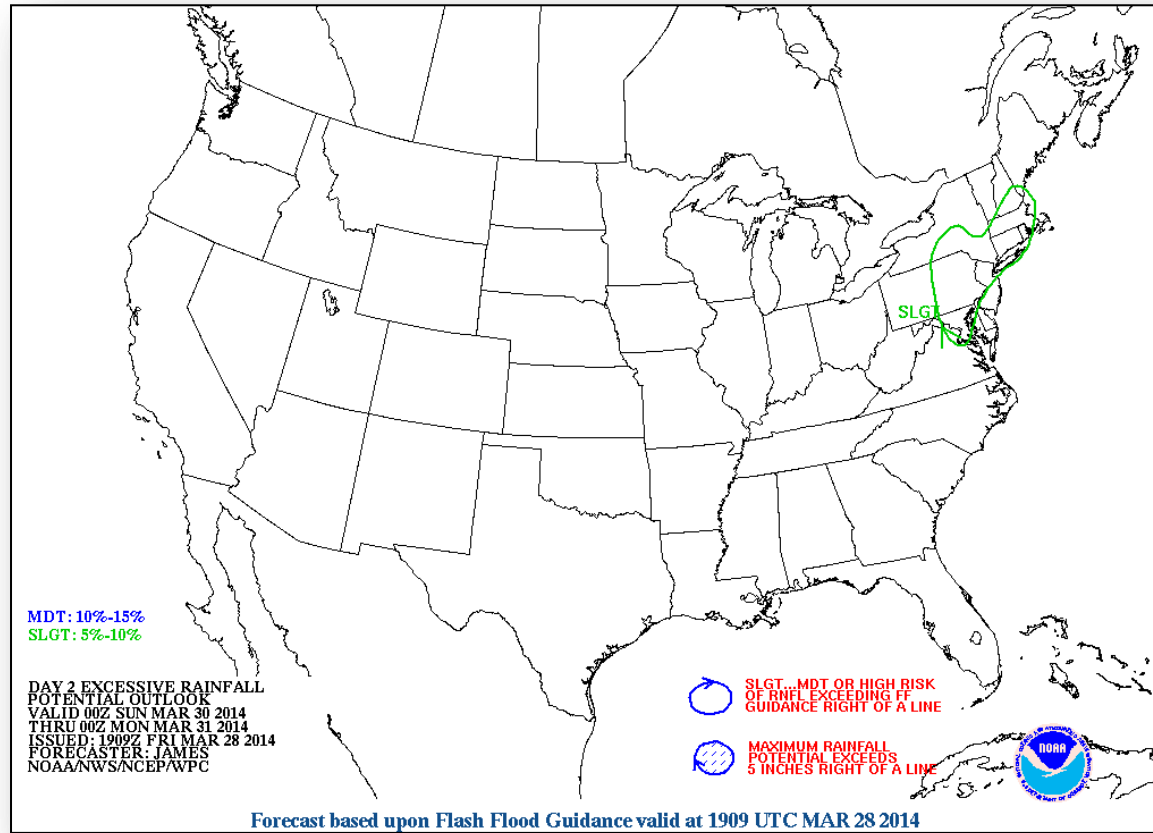 SLGT
MDT: 10%-15%
SLGT: 5%-10%
DAY 2 EXCESSIVE RAINFALL
POTENTIAL OUTLOOK
VALID 00Z SUN MAR 30 2014
THRU 00Z MON MAR 31 2014
ISSUED: 1909Z FRI MAR 28 2014
FORECASTER: JAMES
NOAA/NWS/NCEP/WPC
SLGT...MDT OR HIGH RISK
OF RNFL EXCEEDING FF
GUIDANCE RIGHT OF A LINE
MAXIMUM RAINFALL
POTENTIAL EXCEEDS
5 INCHES RIGHT OF A LINE
NOAA
Forecast based upon Flash Flood Guidance valid at 1909 UTC MAR 28 2014